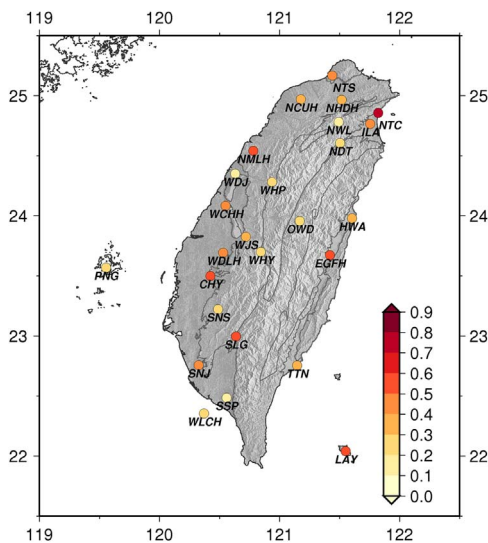 119 120 121 122
25
24
23
22
NTS
NCUH NHDH
NTC
NWL ILA
NDT
NMLH
WDJ WHP
WCHH
OWD HWA
WJS
WDLH WHY EGFH
PNG
CHY
SNS
SLG
SNJ TTN
SSP
WLCH
LAY
0.9
0.8
0.7
0.6
0.5
0.4
0.3
0.2
0.1
0.0
25
24
23
22
119 120 121 122